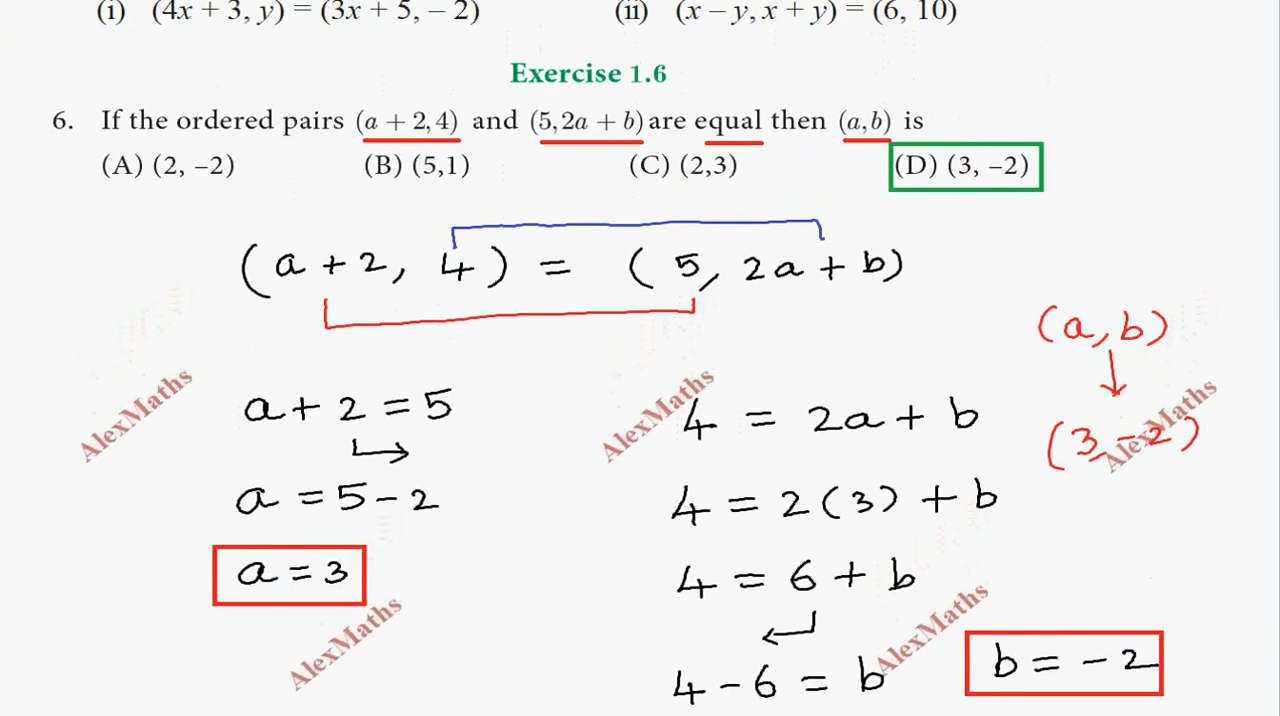 (i) (4x + 3, y) = (3x + 5, – 2) (ii) (x – y, x + y) = (6, 10)
Exercise 1.6
6. If the ordered pairs (a + 2, 4) and (5, 2a + b) are equal then (a, b) is
(A) (2, –2) (B) (5,1) (C) (2,3) (D) (3, –2)
(a + 2, 4) = (5, 2a + b)
(a, b)
(3, -2)
a + 2 = 5
a = 5 - 2
a = 3
4 = 2a + b
4 = 2(3) + b
4 = 6 + b
4 - 6 = b
b = - 2
AlexMaths
AlexMaths
AlexMaths
AlexMaths
AlexMaths